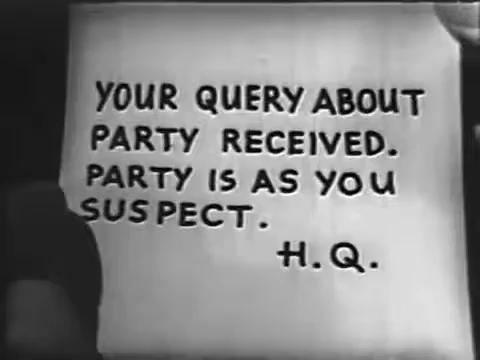 YOUR QUERY ABOUT
PARTY RECEIVED.
PARTY IS AS YOU
SUSPECT.
H.Q.